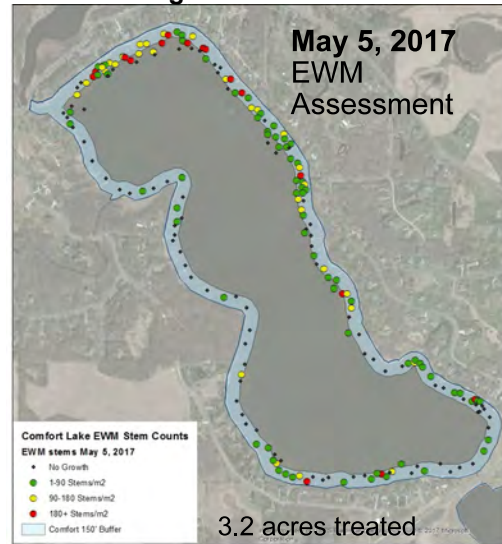 May 5, 2017
EWM
Assessment
Comfort Lake EWM Stem Counts
EWM stems May 5, 2017
No Growth
1-90 Stems/m2
90-180 Stems/m2
180+ Stems/m2
Comfort 150' Buffer
3.2 acres treated